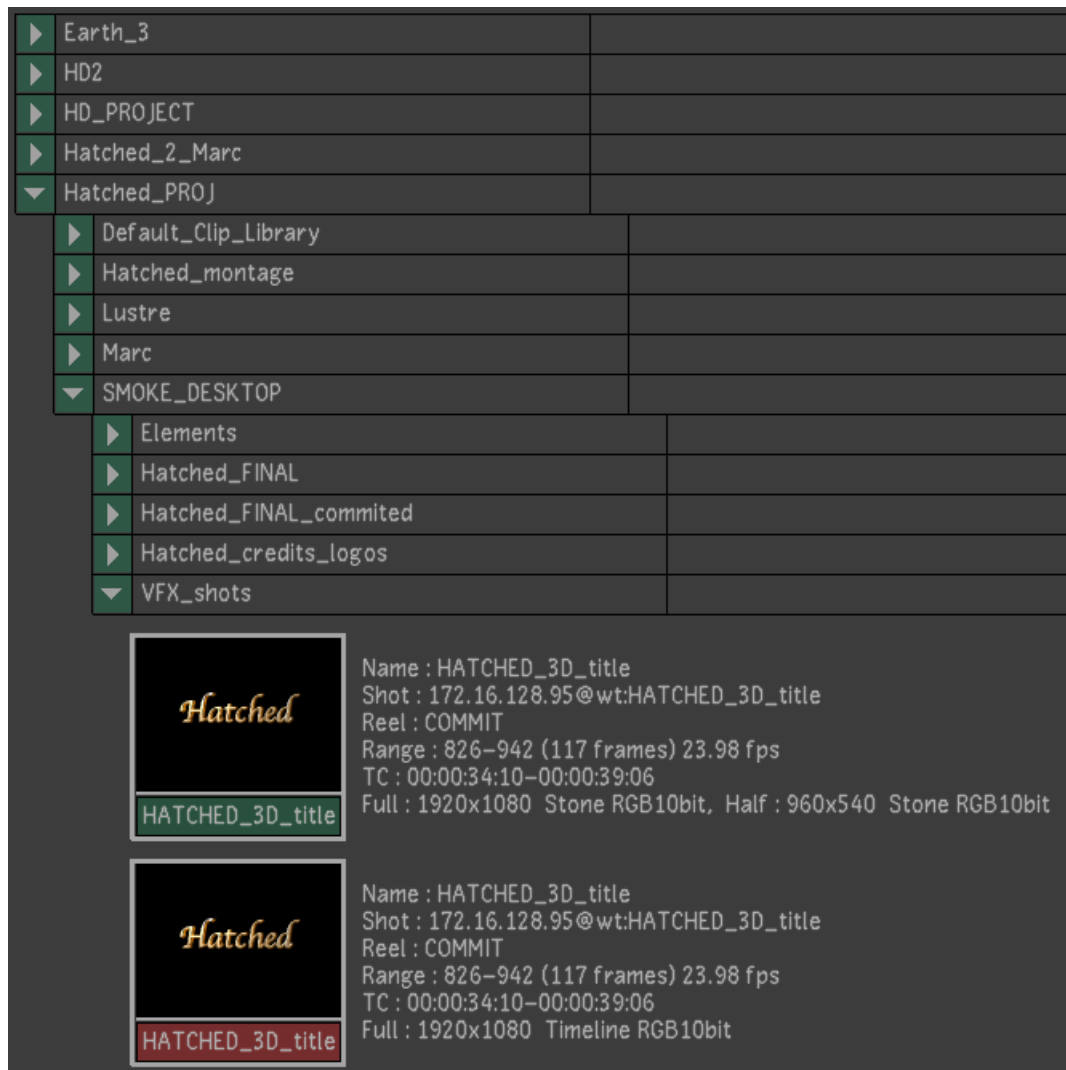 Earth_3
HD2
HD_PROJECT
Hatched_2_Marc
Hatched_PROJ
Default_Clip_Library
Hatched_montage
Lustre
Marc
SMOKE_DESKTOP
Elements
Hatched_FINAL
Hatched_FINAL_commited
Hatched_credits_logos
VFX_shots
Hatched
HATCHED_3D_title
Name : HATCHED_3D_title
Shot : 172.16.128.95@wt:HATCHED_3D_title
Reel : COMMIT
Range : 826-942 (117 frames) 23.98 fps
TC : 00:00:34:10-00:00:39:06
Full : 1920x1080 Stone RGB10bit, Half : 960x540 Stone RGB10bit
Hatched
HATCHED_3D_title
Name : HATCHED_3D_title
Shot : 172.16.128.95@wt:HATCHED_3D_title
Reel : COMMIT
Range : 826-942 (117 frames) 23.98 fps
TC : 00:00:34:10-00:00:39:06
Full : 1920x1080 Timeline RGB10bit